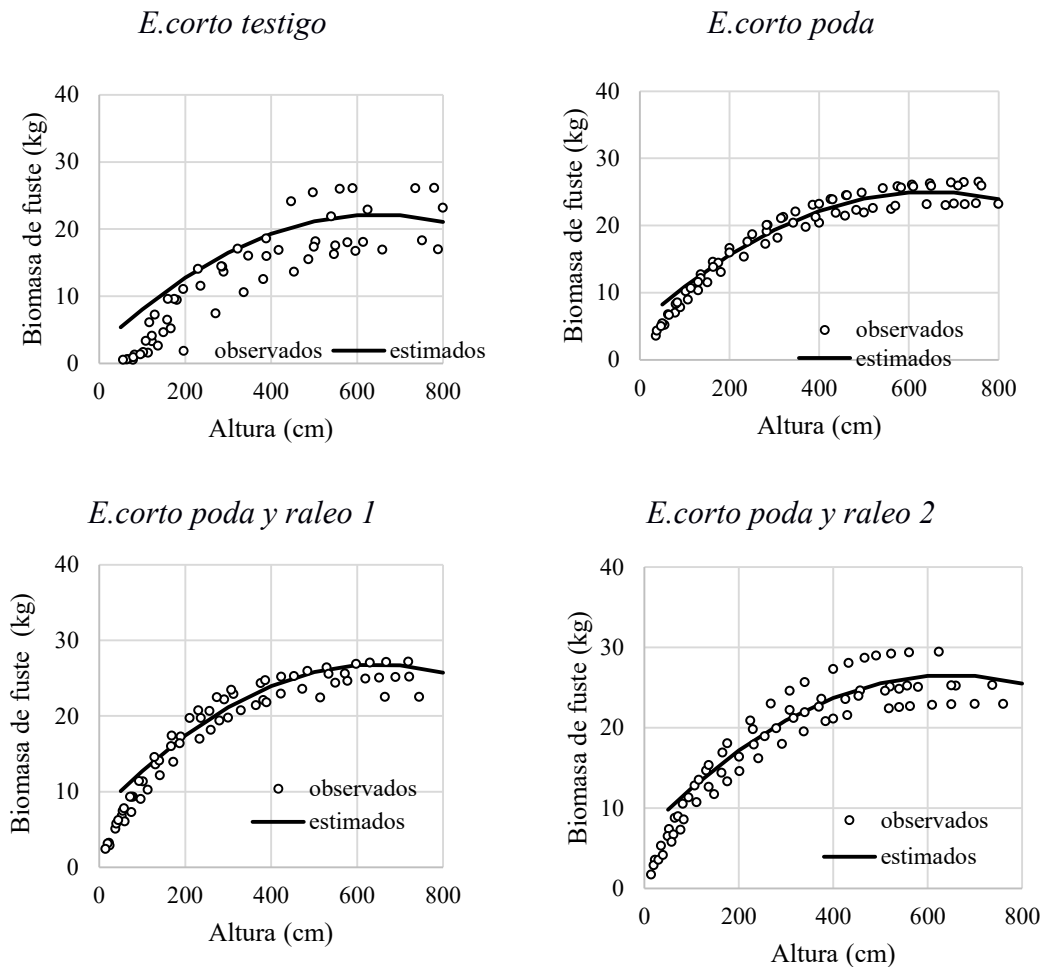 E.corto testigo
E.corto poda
40
30
20
10
0
0 200 400 600 800
Biomasa de fuste (kg)
Altura (cm)
observados estimados
40
30
20
10
0
0 200 400 600 800
Biomasa de fuste (kg)
Altura (cm)
observados
estimados
E.corto poda y raleo 1
E.corto poda y raleo 2
40
30
20
10
0
0 200 400 600 800
Biomasa de fuste (kg)
Altura (cm)
observados
estimados
40
30
20
10
0
0 200 400 600 800
Biomasa de fuste (kg)
Altura (cm)
observados
estimados